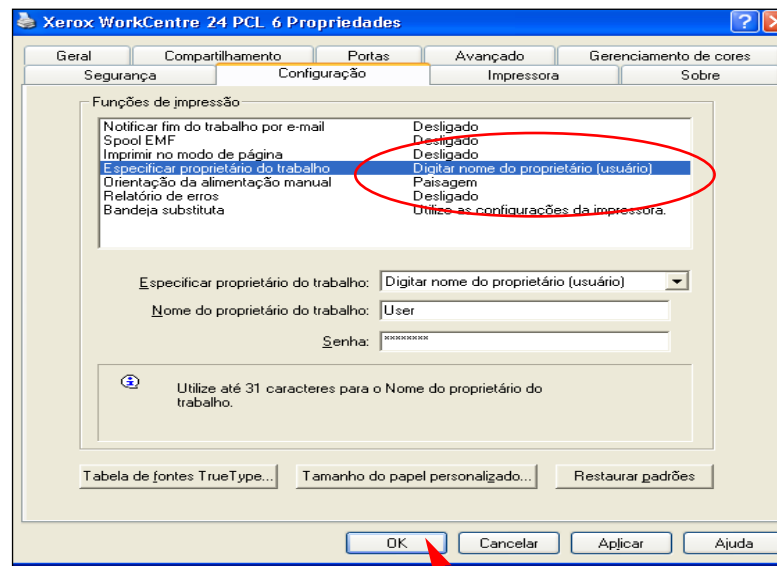 Xerox WorkCentre 24 PCL 6 Propriedades
Geral Compartilhamento Portas Avançado Gerenciamento de cores
Segurança Configuração Impressora Sobre
Funções de impressão
Notificar fim do trabalho por e-mail Desligado
Spool EMF Desligado
Imprimir no modo de página Desligado
Especificar proprietário do trabalho Digitar nome do proprietário (usuário)
Orientação da alimentação manual Paisagem
Relatório de erros Desligado
Bandeja substituta Utilize as configurações da impressora.
Especificar proprietário do trabalho: Digitar nome do proprietário (usuário)
Nome do proprietário do trabalho: User
Senha: ********
Utilize até 31 caracteres para o Nome do proprietário do
trabalho.
Tabela de fontes TrueType... Tamanho do papel personalizado... Restaurar padrões
OK Cancelar Aplicar Ajuda